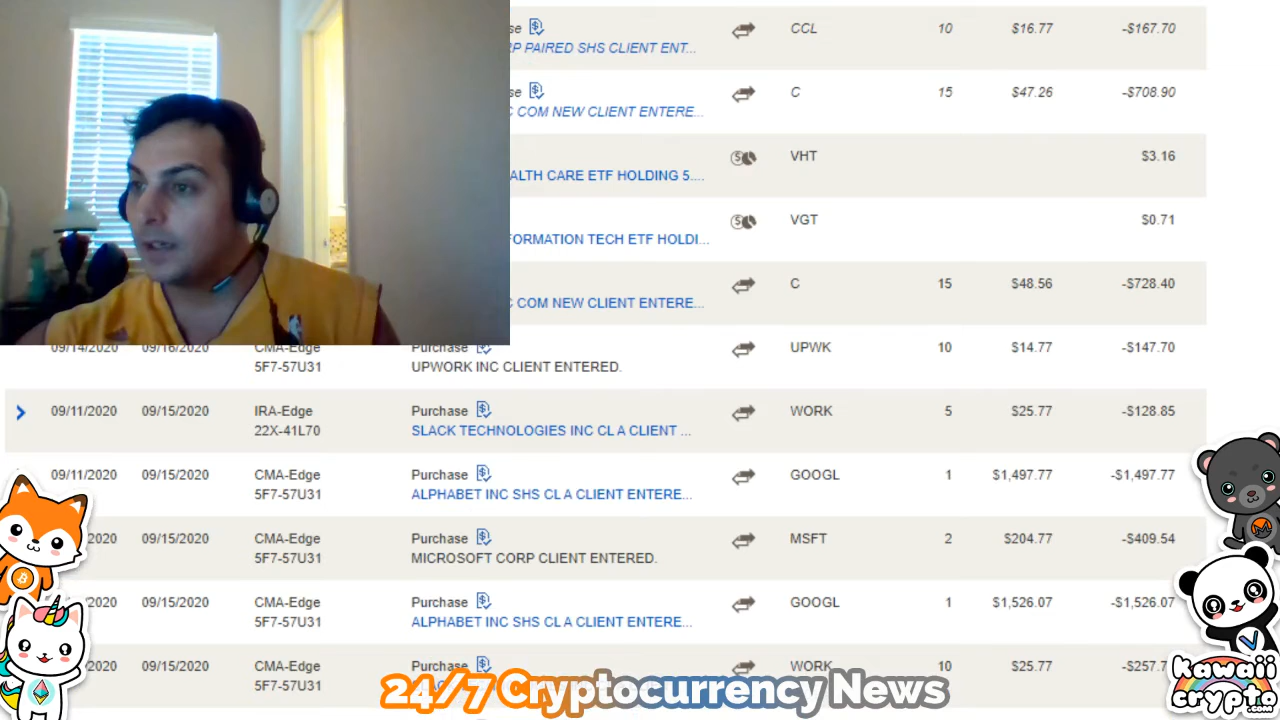 se CCL 10 $16.77 -$167.70
RP PAIRED SHS CLIENT ENT...
se C 15 $47.26 -$708.90
C COM NEW CLIENT ENTERE...
VHT $3.16
ALTH CARE ETF HOLDING 5....
VGT $0.71
FORMATION TECH ETF HOLDI...
C 15 $48.56 -$728.40
C COM NEW CLIENT ENTERE...
09/14/2020 09/16/2020 CMA-Edge Purchase UPWK 10 $14.77 -$147.70
5F7-57U31 UPWORK INC CLIENT ENTERED.
09/11/2020 09/15/2020 IRA-Edge Purchase WORK 5 $25.77 -$128.85
22X-41L70 SLACK TECHNOLOGIES INC CL A CLIENT ...
09/11/2020 09/15/2020 CMA-Edge Purchase GOOGL 1 $1,497.77 -$1,497.77
5F7-57U31 ALPHABET INC SHS CL A CLIENT ENTERE...
2020 09/15/2020 CMA-Edge Purchase MSFT 2 $204.77 -$409.54
5F7-57U31 MICROSOFT CORP CLIENT ENTERED.
2020 09/15/2020 CMA-Edge Purchase GOOGL 1 $1,526.07 -$1,526.07
5F7-57U31 ALPHABET INC SHS CL A CLIENT ENTERE...
/2020 09/15/2020 CMA-Edge Purchase WORK 10 $25.77 -$257.7
5F7-57U31
24/7 Cryptocurrency News
kawaii
crypto
.com